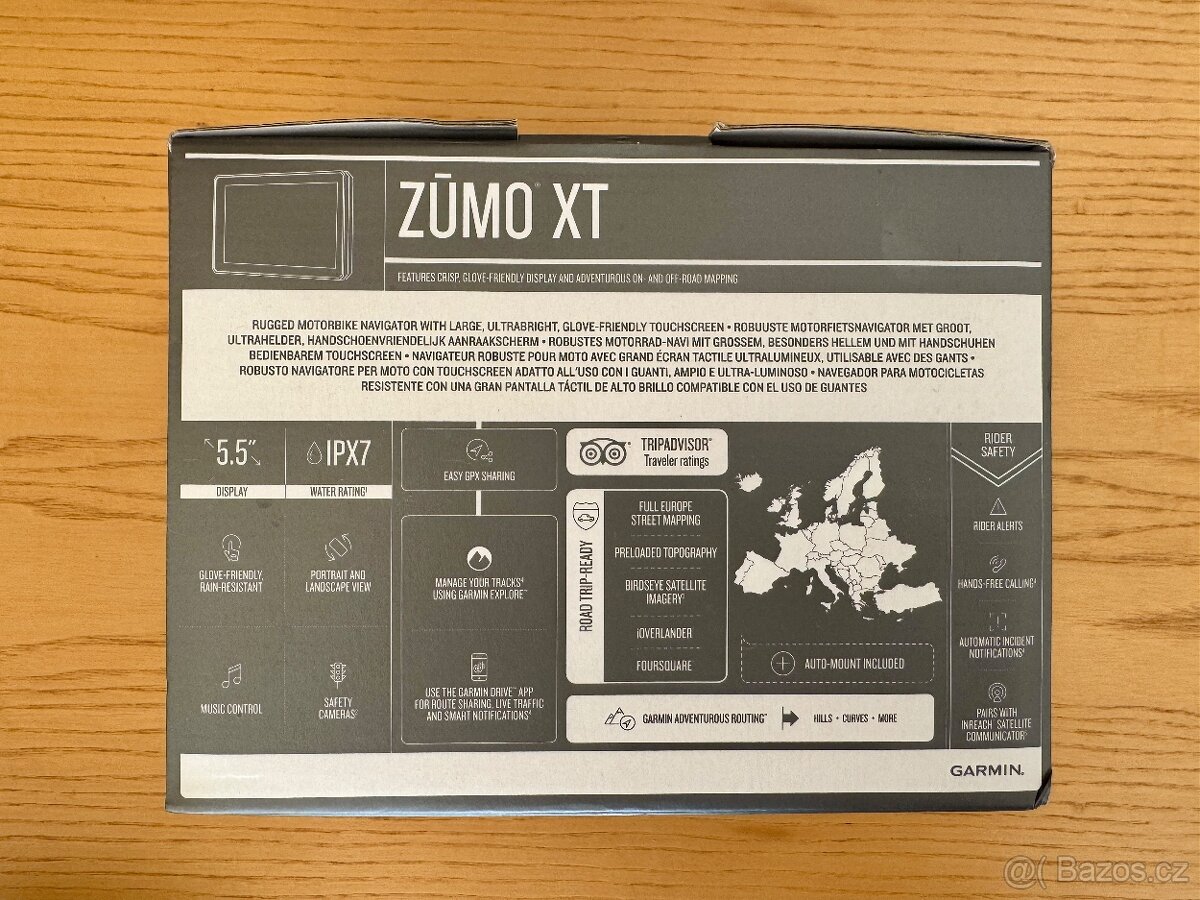 ZŪMO® XT
FEATURES CRISP, GLOVE-FRIENDLY DISPLAY AND ADVENTUROUS ON- AND OFF-ROAD MAPPING
RUGGED MOTORBIKE NAVIGATOR WITH LARGE, ULTRABRIGHT, GLOVE-FRIENDLY TOUCHSCREEN • ROBUUSTE MOTORFIETSNAVIGATOR MET GROOT,
ULTRAHELDER, HANDSCHOENVRIENDELIJK AANRAAKSCHERM • ROBUSTES MOTORRAD-NAVI MIT GROSSEM, BESONDERS HELLEM UND MIT HANDSCHUHEN
BEDIENBAREM TOUCHSCREEN • NAVIGATEUR ROBUSTE POUR MOTO AVEC GRAND ÉCRAN TACTILE ULTRALUMINEUX, UTILISABLE AVEC DES GANTS •
ROBUSTO NAVIGATORE PER MOTO CON TOUCHSCREEN ADATTO ALL'USO CON I GUANTI, AMPIO E ULTRA-LUMINOSO • NAVEGADOR PARA MOTOCICLETAS
RESISTENTE CON UNA GRAN PANTALLA TÁCTIL DE ALTO BRILLO COMPATIBLE CON EL USO DE GUANTES
5.5″
DISPLAY
IPX7
WATER RATING¹
GLOVE-FRIENDLY,
RAIN-RESISTANT
PORTRAIT AND
LANDSCAPE VIEW
MUSIC CONTROL
SAFETY
CAMERAS
EASY GPX SHARING
MANAGE YOUR TRACKS
USING GARMIN EXPLORE™
USE THE GARMIN DRIVE™ APP
FOR ROUTE SHARING, LIVE TRAFFIC
AND SMART NOTIFICATIONS
TRIPADVISOR®
Traveler ratings
ROAD TRIP-READY
FULL EUROPE
STREET MAPPING
PRELOADED TOPOGRAPHY
BIRDSEYE SATELLITE
IMAGERY
iOVERLANDER
FOURSQUARE
AUTO-MOUNT INCLUDED
GARMIN ADVENTUROUS ROUTING™
HILLS • CURVES • MORE
RIDER
SAFETY
RIDER ALERTS
HANDS-FREE CALLING
AUTOMATIC INCIDENT
NOTIFICATIONS
PAIRS WITH
INREACH® SATELLITE
COMMUNICATOR
GARMIN.
Bazos.cz